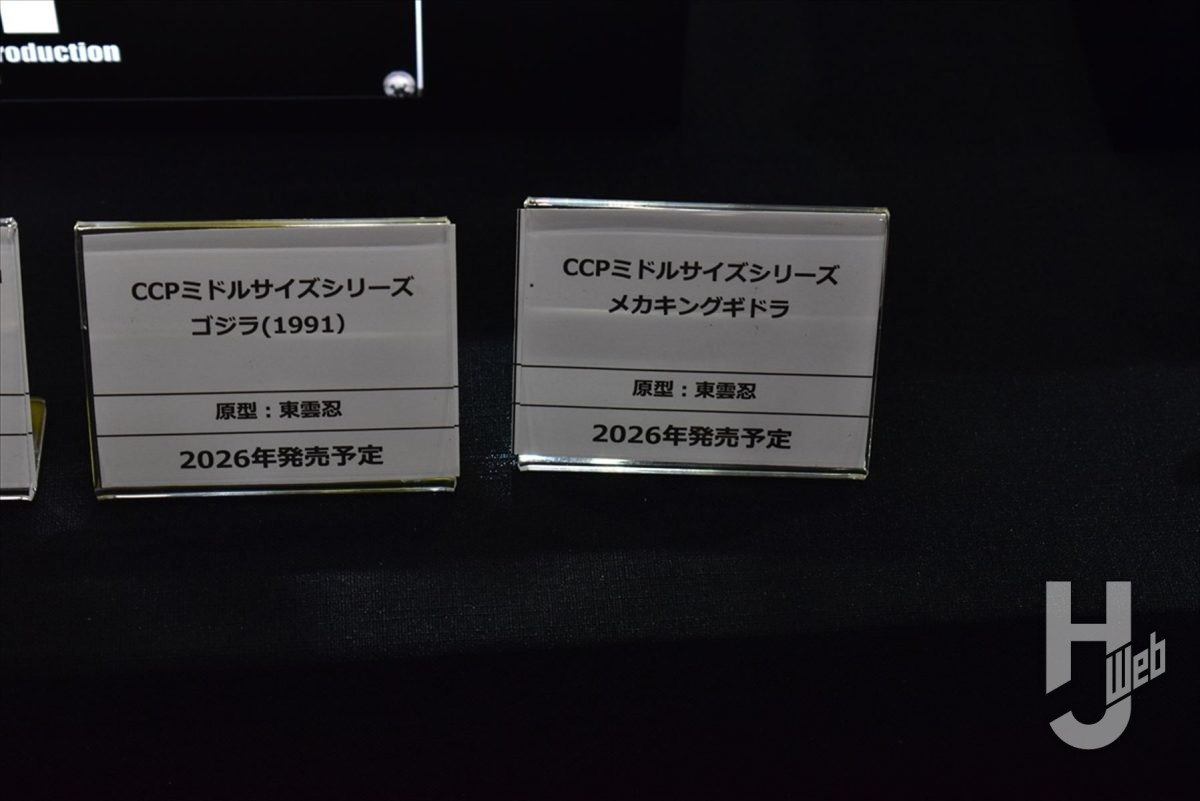 roduction
CCPミドルサイズシリーズ
ゴジラ(1991）
原型：東雲忍
2026年発売予定
CCPミドルサイズシリーズ
メカキングギドラ
原型：東雲忍
2026年発売予定
HJ Web